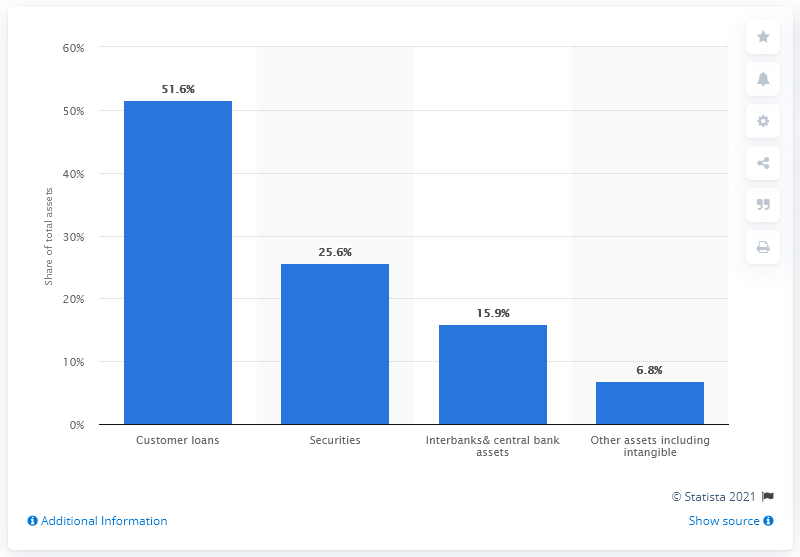 60%
50%
40%
30%
20%
10%
0%
Share of total assets
51.6%
25.6%
15.9%
6.8%
Customer loans
Securities
Interbanks& central bank
assets
Other assets including
intangible
© Statista 2021
Additional Information
Show source